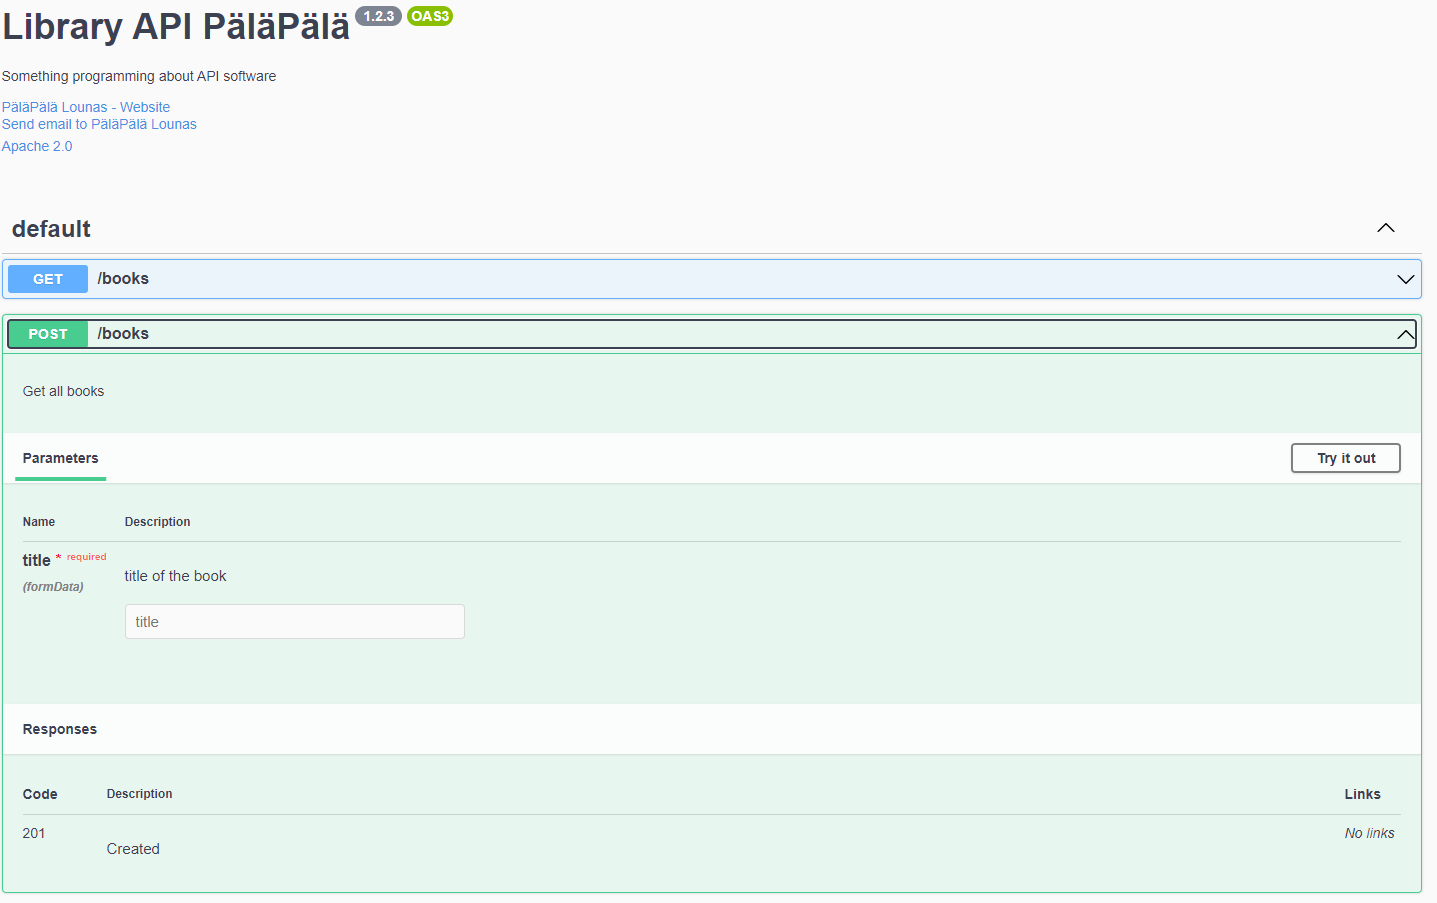 Library API PäläPälä 1.2.3 OAS3
Something programming about API software
PäläPälä Lounas - Website
Send email to PäläPälä Lounas
Apache 2.0
default
GET /books
POST /books
Get all books
Parameters Try it out
Name Description
title * required
title of the book
(formData)
title
Responses
Code Description Links
201 No links
Created